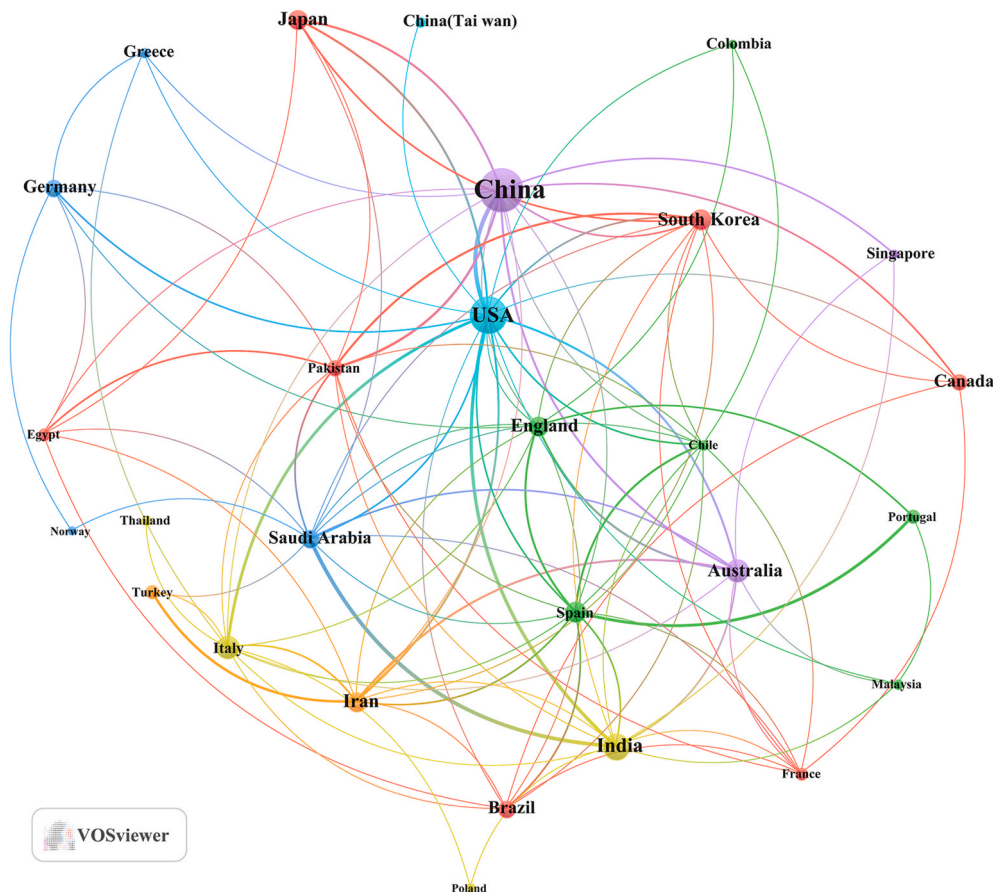 Japan
China(Tai wan)
Colombia
Greece
Germany
China
South Korea
Singapore
USA
Pakistan
Canada
England
Egypt
Chile
Norway
Thailand
Saudi Arabia
Portugal
Turkey
Australia
Spain
Italy
Malaysia
Iran
India
France
Brazil
VOSviewer
Poland